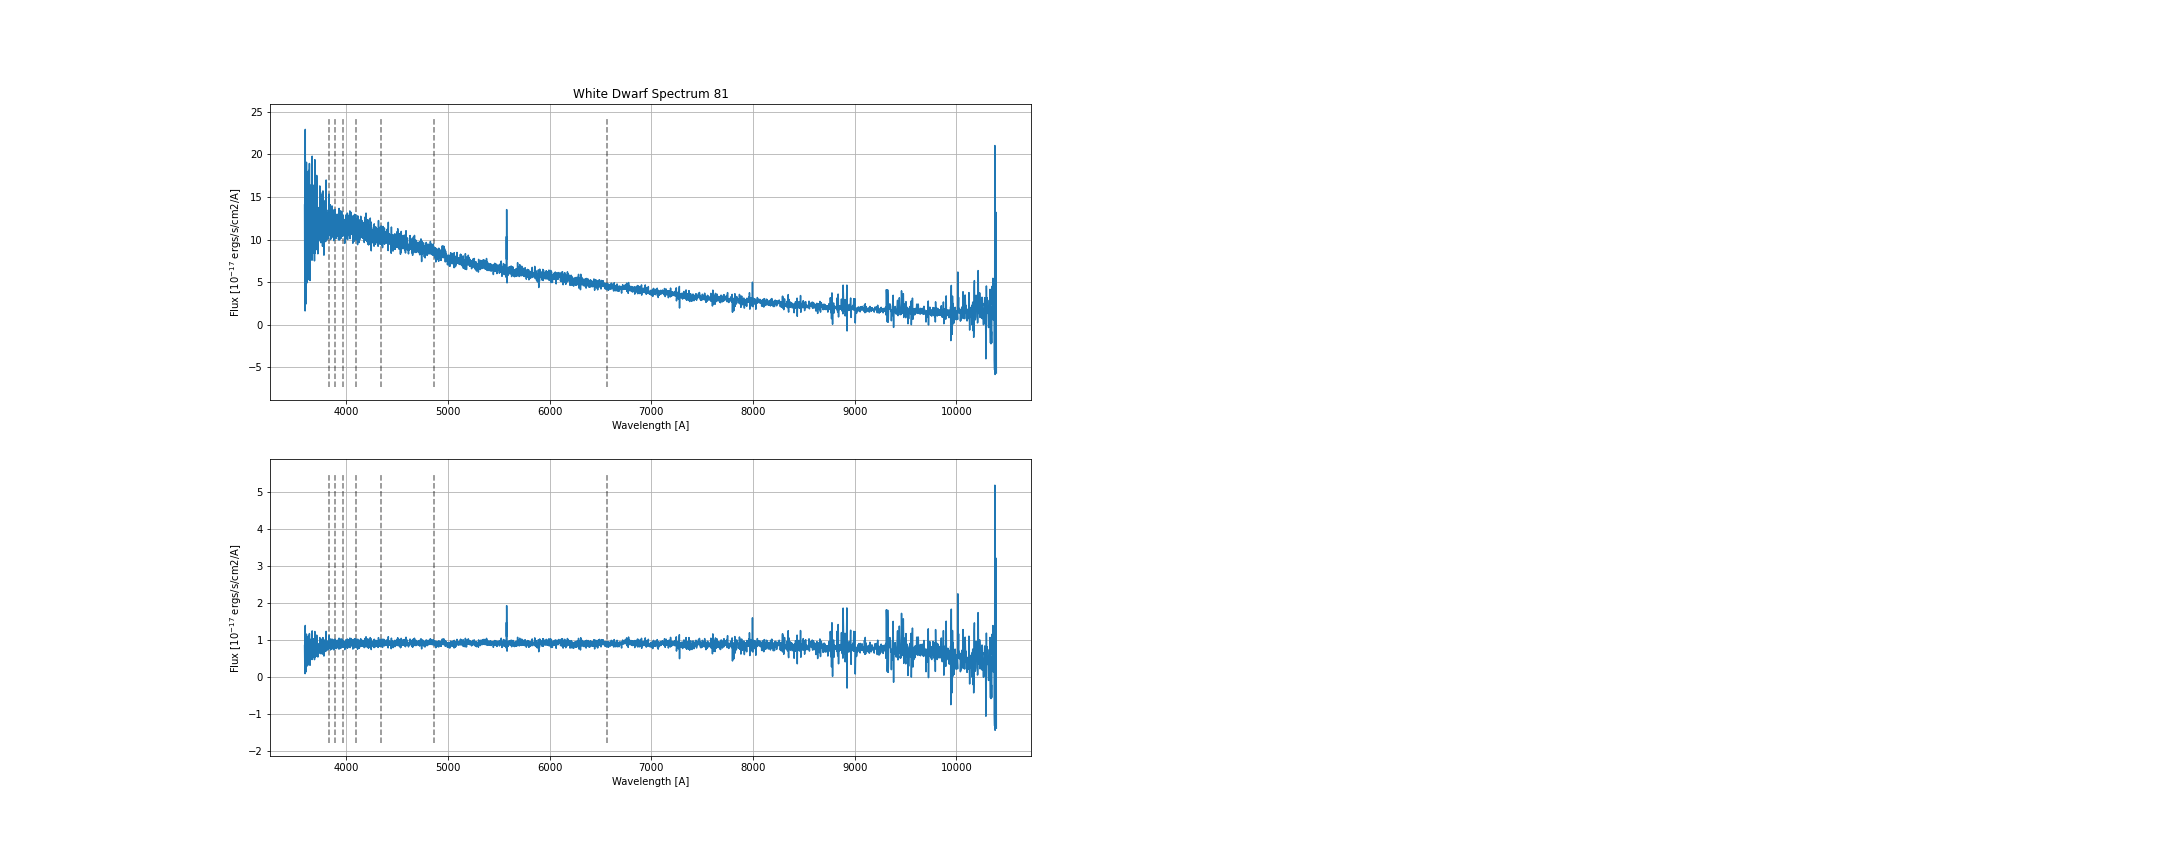 White Dwarf Spectrum 81
25
20
15
10
5
0
−5
Flux [10⁻¹⁷ ergs/s/cm2/A]
4000 5000 6000 7000 8000 9000 10000
Wavelength [A]
5
4
3
2
1
0
−1
−2
Flux [10⁻¹⁷ ergs/s/cm2/A]
4000 5000 6000 7000 8000 9000 10000
Wavelength [A]